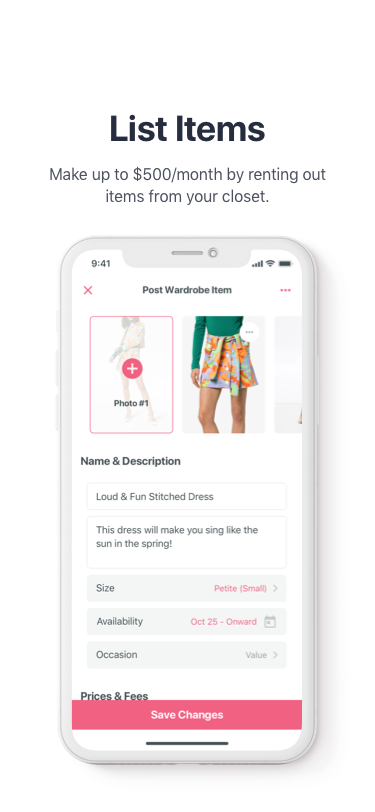 List Items
Make up to $500/month by renting out
items from your closet.
9:41
Post Wardrobe Item
Photo #1
Name & Description
Loud & Fun Stitched Dress
This dress will make you sing like the
sun in the spring!
Size Petite (Small)
Availability Oct 25 - Onward
Occasion Value
Prices & Fees
Save Changes